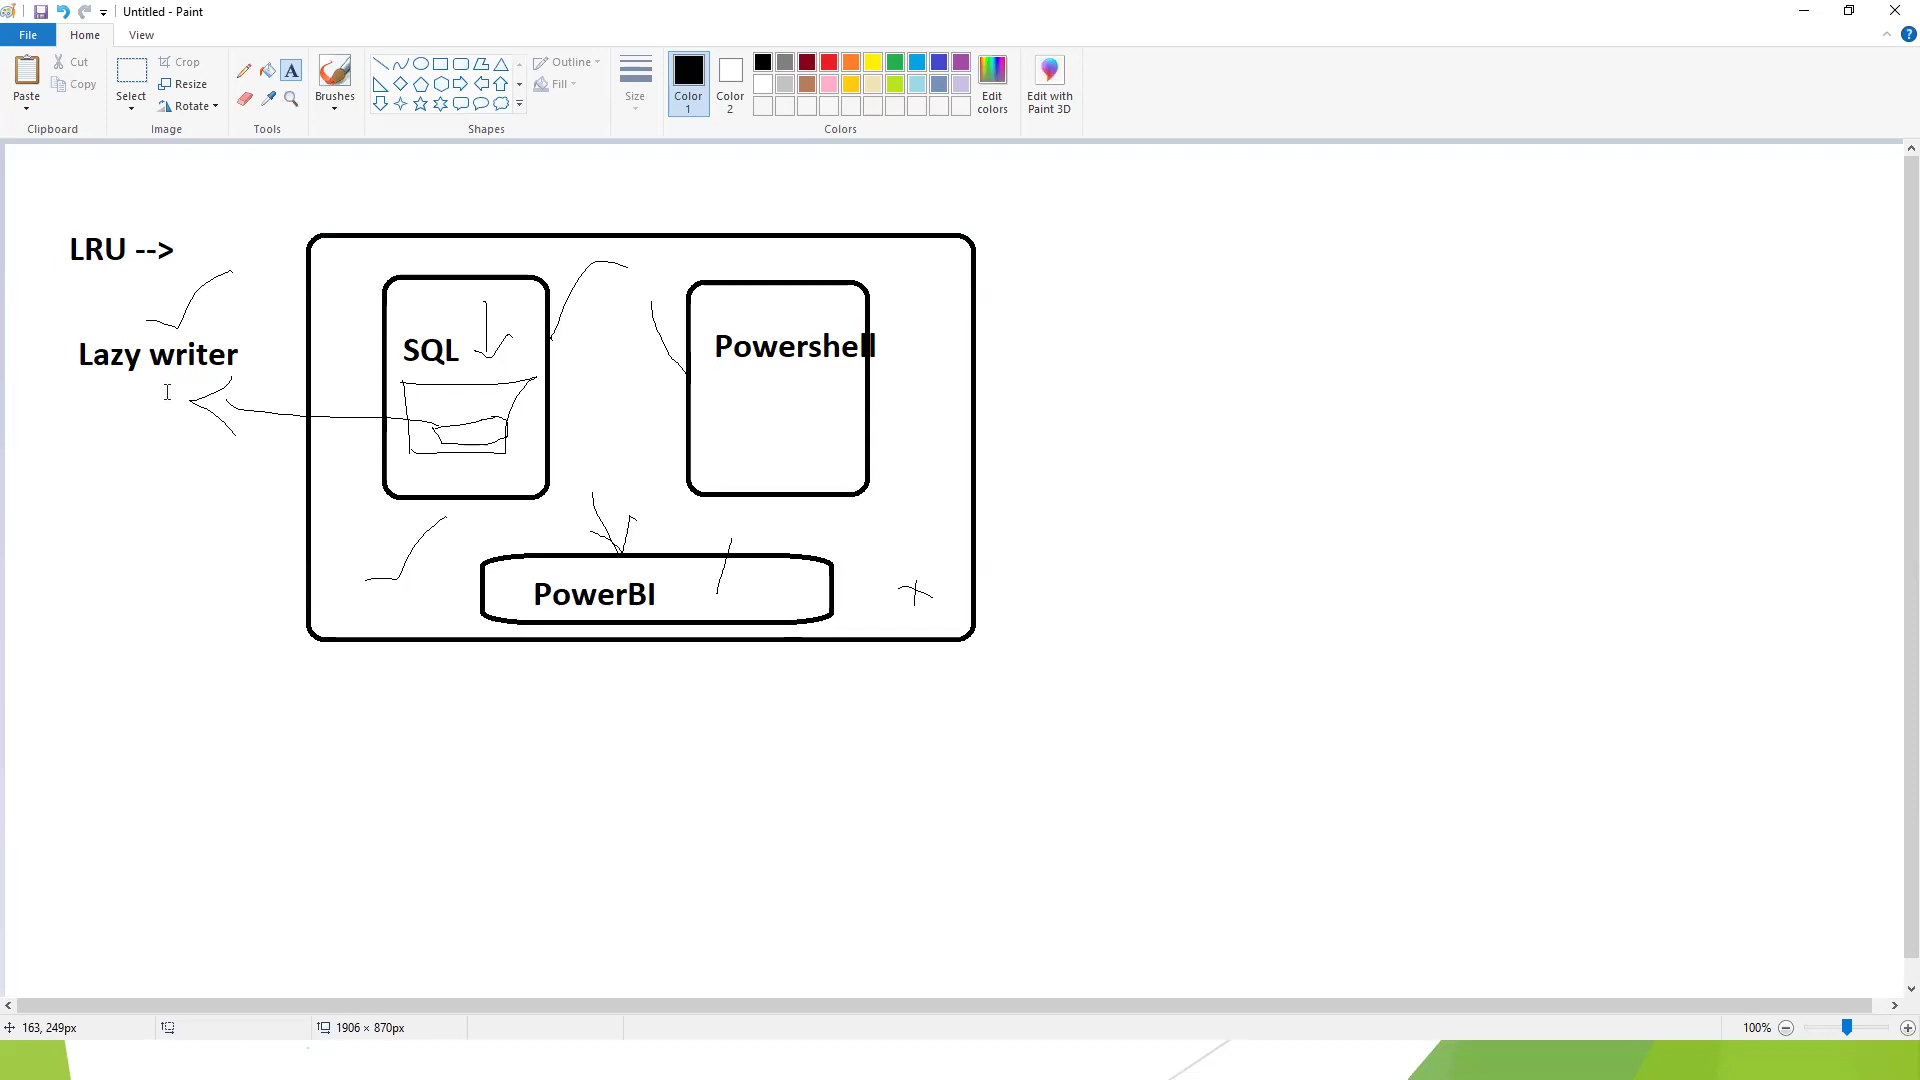 Untitled - Paint
File
Home
View
Paste
Cut
Copy
Clipboard
Select
Crop
Resize
Rotate
Image
A
Tools
Brushes
Outline
Fill
Shapes
Size
Color
1
Color
2
Edit
colors
Colors
Edit with
Paint 3D
LRU -->
Lazy writer
SQL
Powershell
PowerBI
163, 249px
1906 × 870px
100%